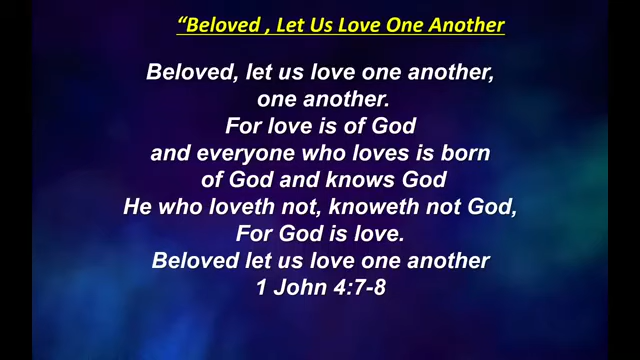 “Beloved , Let Us Love One Another
Beloved, let us love one another,
one another.
For love is of God
and everyone who loves is born
of God and knows God
He who loveth not, knoweth not God,
For God is love.
Beloved let us love one another
1 John 4:7-8